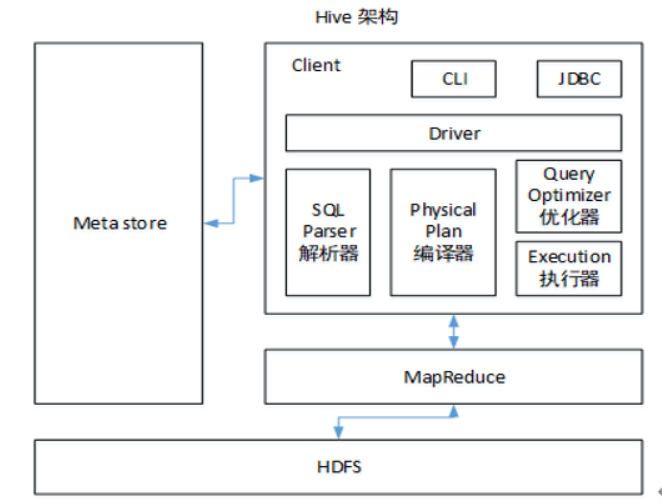 Hive 架构
Client
CLI
JDBC
Driver
Meta store
SQL
Parser
解析器
Physical
Plan
编译器
Query
Optimizer
优化器
Execution
执行器
MapReduce
HDFS